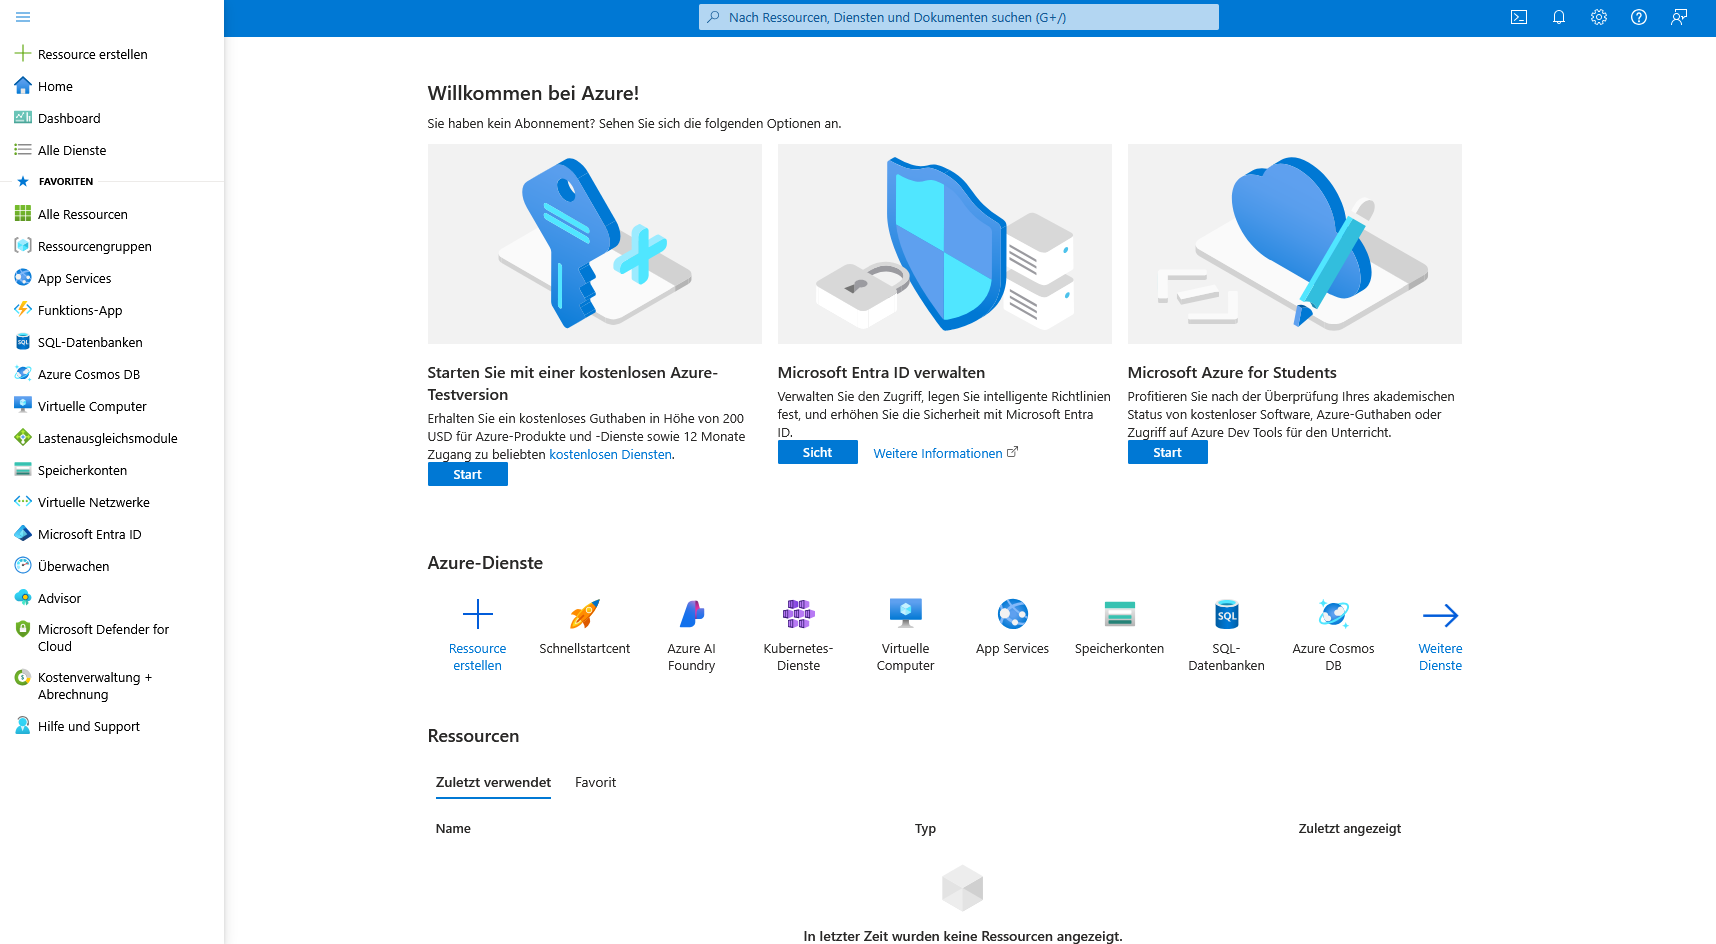 Nach Ressourcen, Diensten und Dokumenten suchen (G+/)
Ressource erstellen
Home
Dashboard
Alle Dienste
FAVORITEN
Alle Ressourcen
Ressourcengruppen
App Services
Funktions-App
SQL
SQL-Datenbanken
Azure Cosmos DB
Virtuelle Computer
Lastenausgleichsmodule
Speicherkonten
Virtuelle Netzwerke
Microsoft Entra ID
Überwachen
Advisor
Microsoft Defender for
Cloud
Kostenverwaltung +
Abrechnung
Hilfe und Support
Willkommen bei Azure!
Sie haben kein Abonnement? Sehen Sie sich die folgenden Optionen an.
Starten Sie mit einer kostenlosen Azure-
Testversion
Erhalten Sie ein kostenloses Guthaben in Höhe von 200
USD für Azure-Produkte und -Dienste sowie 12 Monate
Zugang zu beliebten kostenlosen Diensten.
Start
Microsoft Entra ID verwalten
Verwalten Sie den Zugriff, legen Sie intelligente Richtlinien
fest, und erhöhen Sie die Sicherheit mit Microsoft Entra
ID.
Sicht
Weitere Informationen
Microsoft Azure for Students
Profitieren Sie nach der Überprüfung Ihres akademischen
Status von kostenloser Software, Azure-Guthaben oder
Zugriff auf Azure Dev Tools für den Unterricht.
Start
Azure-Dienste
Ressource
erstellen
Schnellstartcent
Azure AI
Foundry
Kubernetes-
Dienste
Virtuelle
Computer
App Services
Speicherkonten
SQL
SQL-
Datenbanken
Azure Cosmos
DB
Weitere
Dienste
Ressourcen
Zuletzt verwendet
Favorit
Name
Typ
Zuletzt angezeigt
In letzter Zeit wurden keine Ressourcen angezeigt.